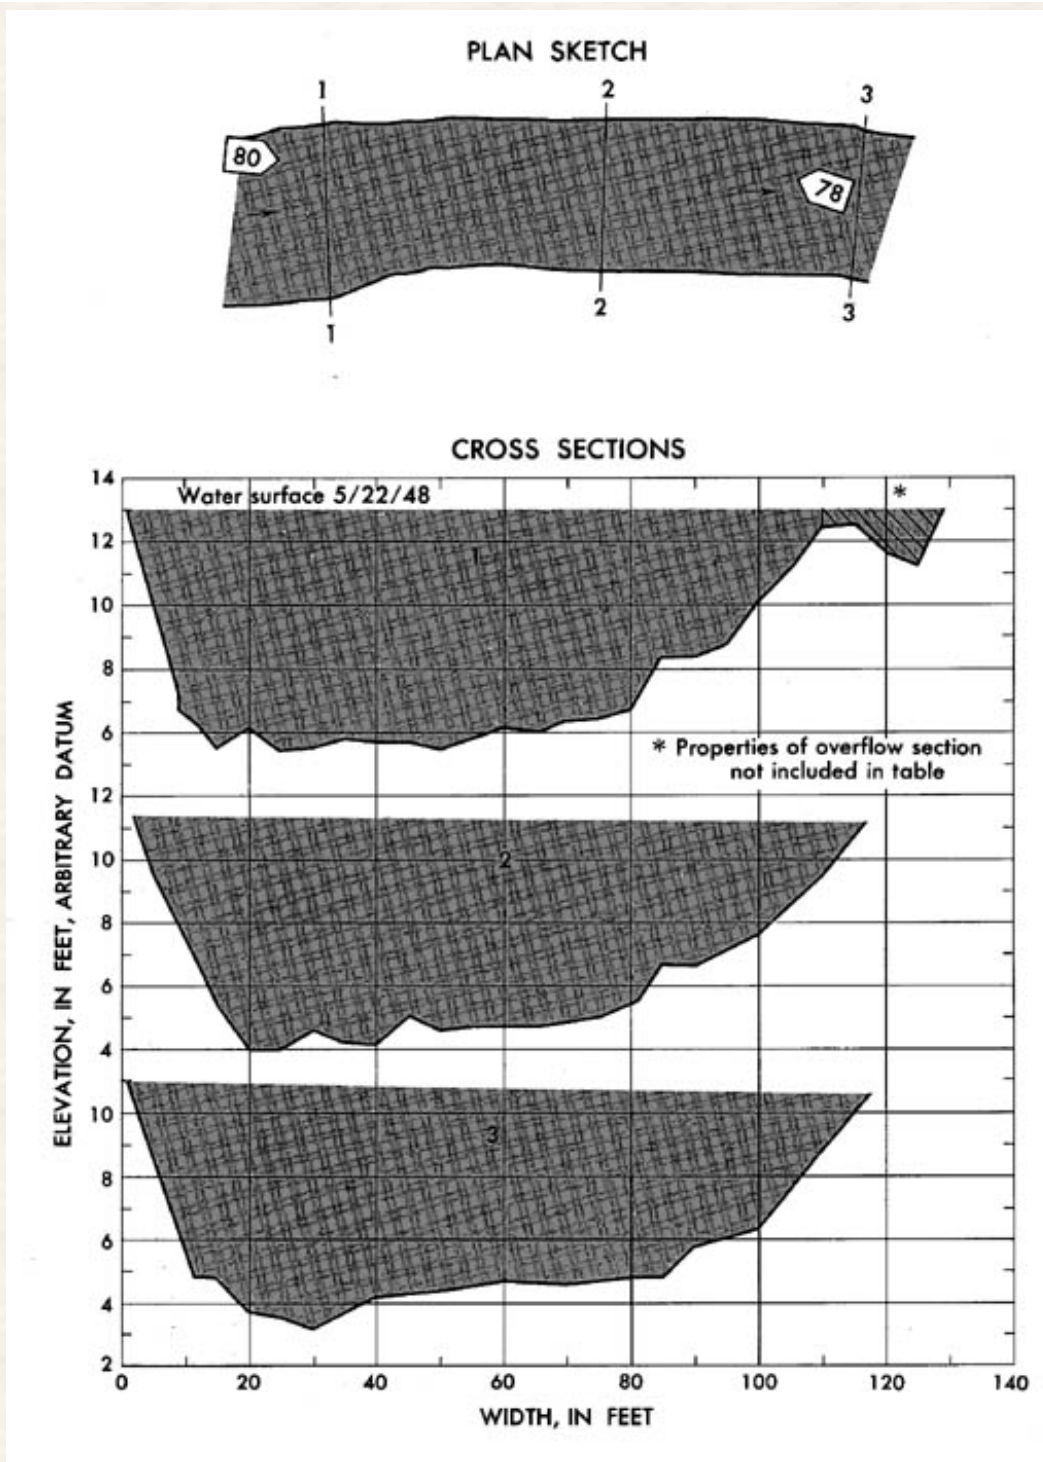 PLAN SKETCH
1 2 3
80
78
1 2 3
CROSS SECTIONS
14
Water surface 5/22/48
*
12
1
10
8
6
* Properties of overflow section
not included in table
12
10
2
8
6
4
10
3
8
6
4
2
0 20 40 60 80 100 120 140
ELEVATION, IN FEET, ARBITRARY DATUM
WIDTH, IN FEET